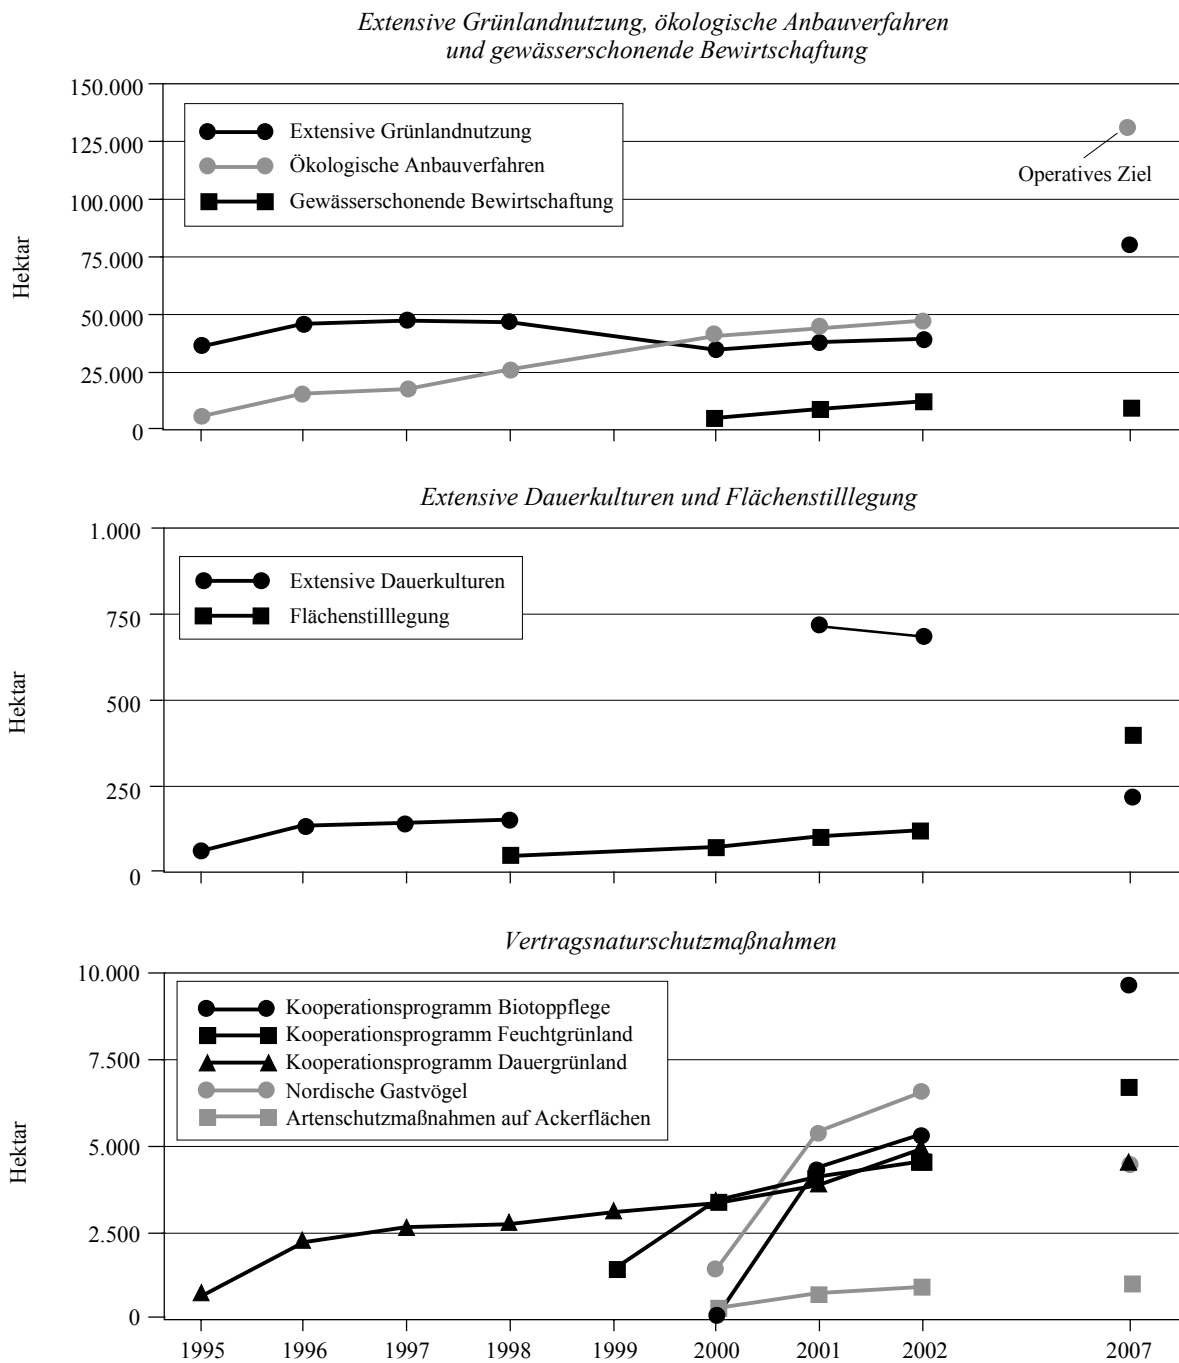 Extensive Grünlandnutzung, ökologische Anbauverfahren
und gewässerschonende Bewirtschaftung
150.000
125.000
100.000
75.000
50.000
25.000
0
Hektar
Extensive Grünlandnutzung
Ökologische Anbauverfahren
Gewässerschonende Bewirtschaftung
Operatives Ziel
Extensive Dauerkulturen und Flächenstilllegung
1.000
750
500
250
0
Hektar
Extensive Dauerkulturen
Flächenstilllegung
Vertragsnaturschutzmaßnahmen
10.000
7.500
5.000
2.500
0
Hektar
Kooperationsprogramm Biotoppflege
Kooperationsprogramm Feuchtgrünland
Kooperationsprogramm Dauergrünland
Nordische Gastvögel
Artenschutzmaßnahmen auf Ackerflächen
1995 1996 1997 1998 1999 2000 2001 2002 2007